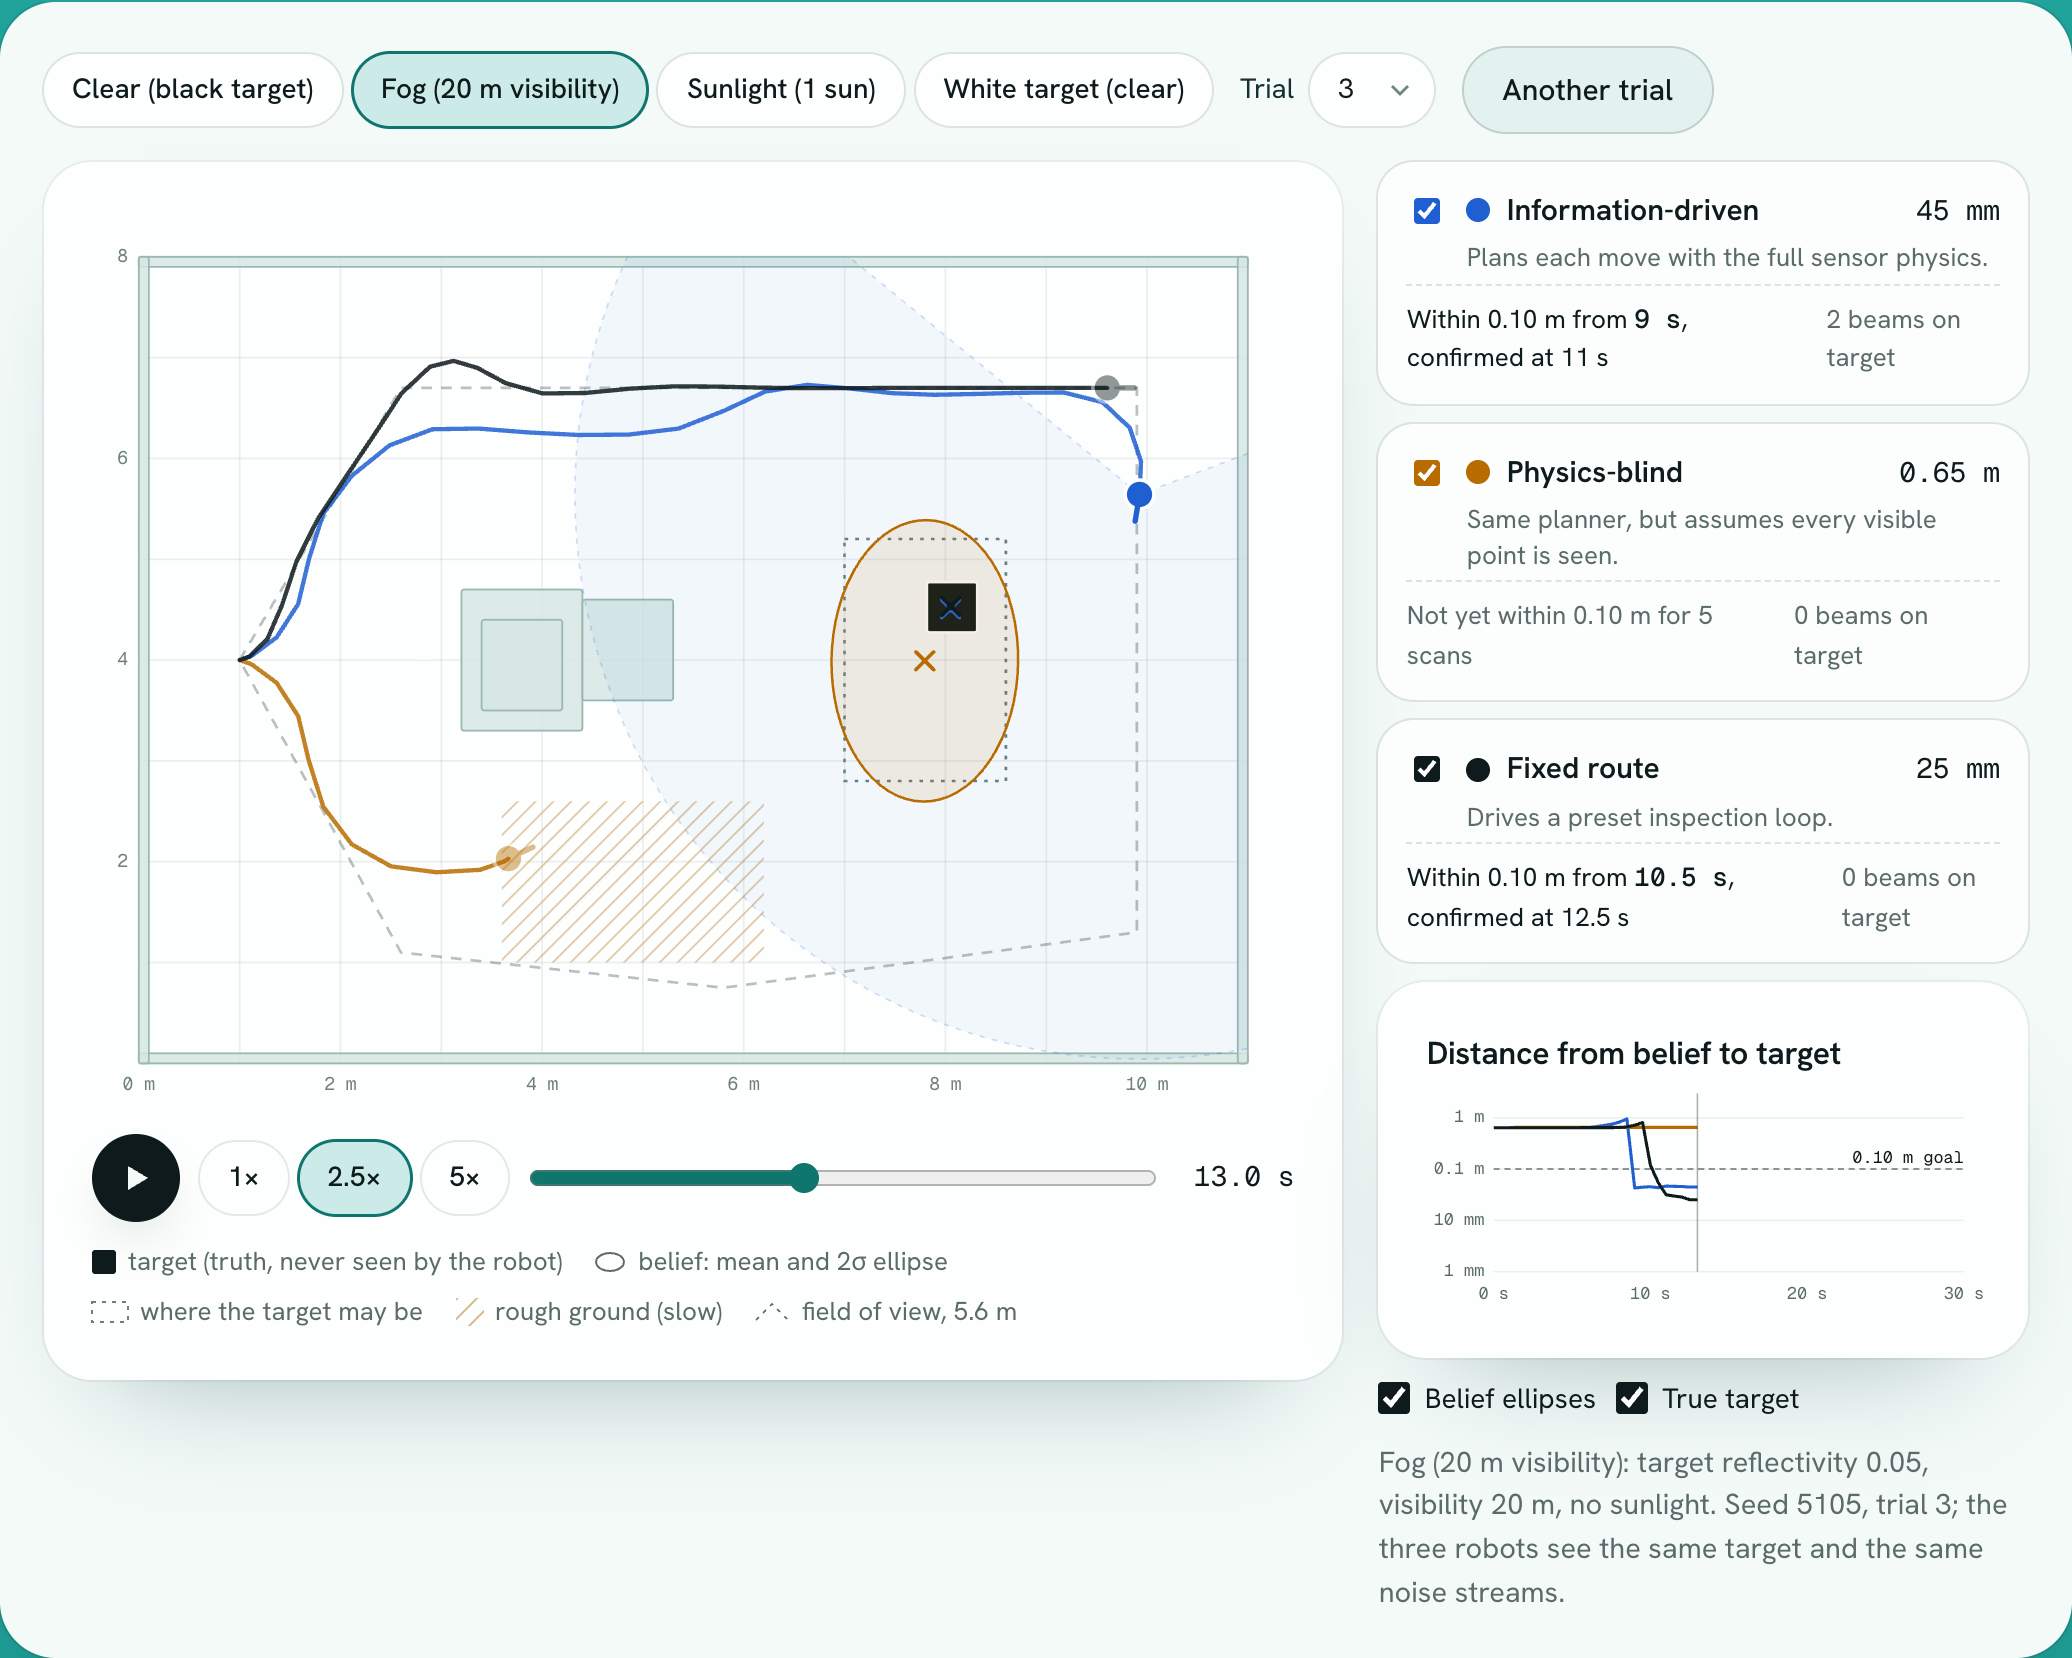 Clear (black target)
Fog (20 m visibility)
Sunlight (1 sun)
White target (clear)
Trial
3
Another trial
8
6
4
2
0 m
2 m
4 m
6 m
8 m
10 m
1×
2.5×
5×
13.0 s
target (truth, never seen by the robot)
belief: mean and 2σ ellipse
where the target may be
rough ground (slow)
field of view, 5.6 m
Information-driven
45 mm
Plans each move with the full sensor physics.
Within 0.10 m from 9 s,
confirmed at 11 s
2 beams on
target
Physics-blind
0.65 m
Same planner, but assumes every visible
point is seen.
Not yet within 0.10 m for 5
scans
0 beams on
target
Fixed route
25 mm
Drives a preset inspection loop.
Within 0.10 m from 10.5 s,
confirmed at 12.5 s
0 beams on
target
Distance from belief to target
1 m
0.1 m
10 mm
1 mm
0.10 m goal
0 s
10 s
20 s
30 s
Belief ellipses
True target
Fog (20 m visibility): target reflectivity 0.05,
visibility 20 m, no sunlight. Seed 5105, trial 3; the
three robots see the same target and the same
noise streams.